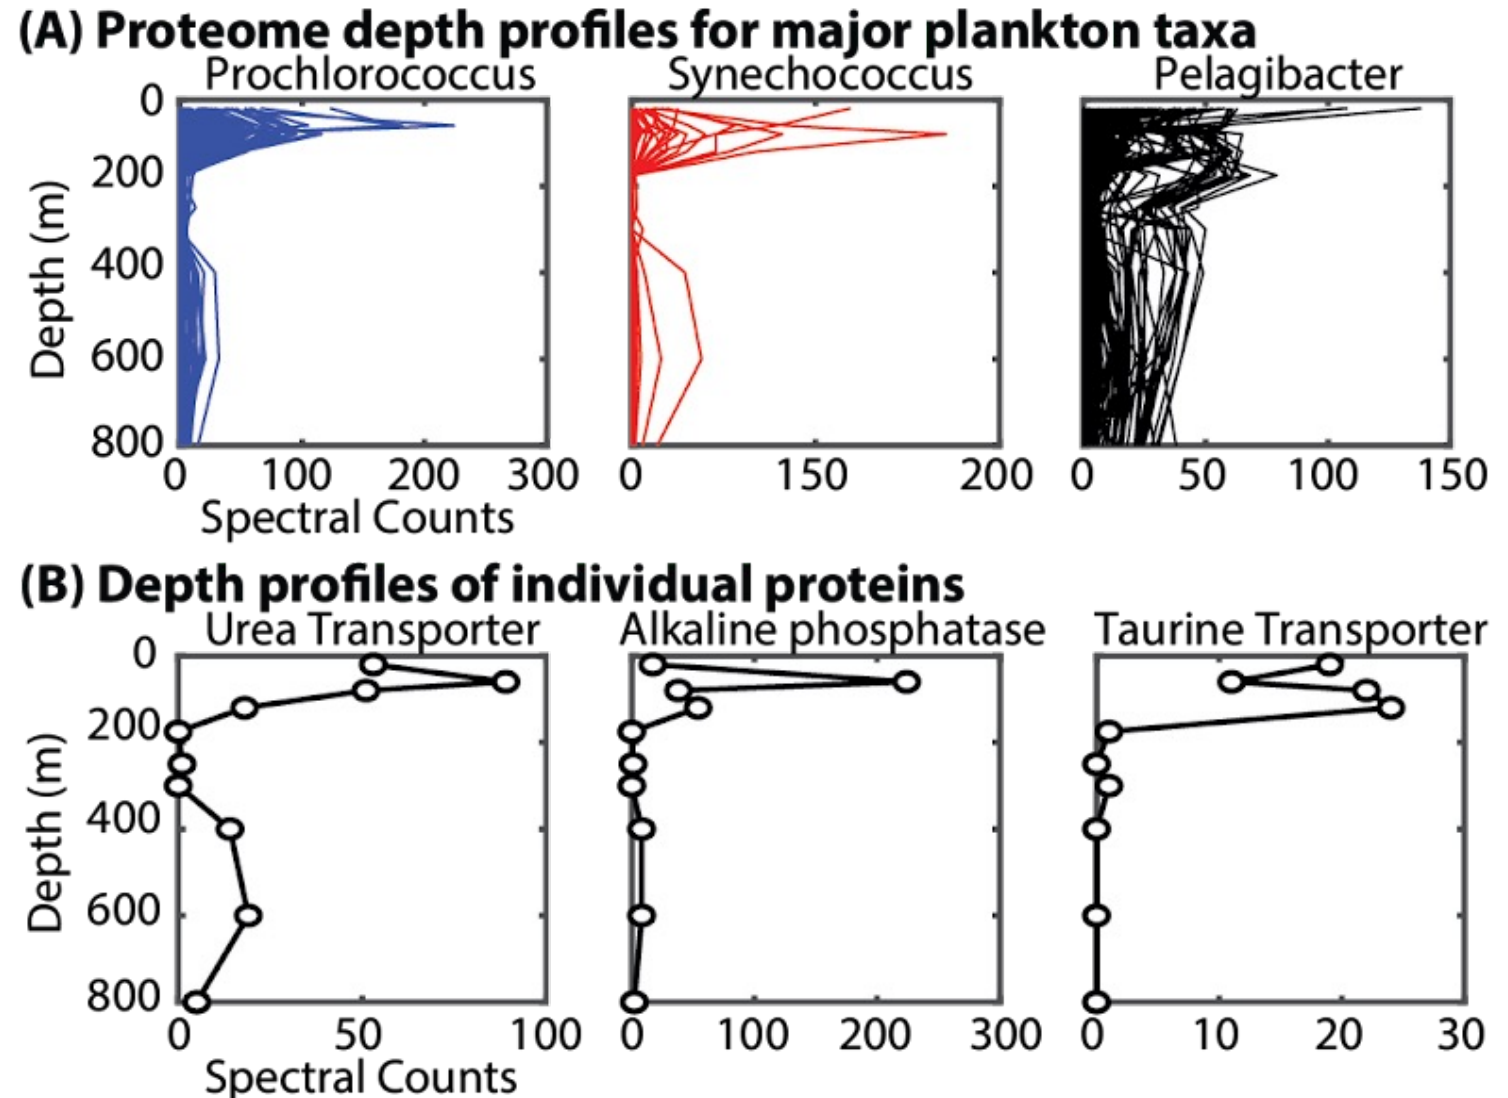 (A) Proteome depth profiles for major plankton taxa
Prochlorococcus Synechococcus Pelagibacter
0
200
400
600
800
Depth (m)
0 100 200 300 0 150 200 0 50 100 150
Spectral Counts
(B) Depth profiles of individual proteins
Urea Transporter Alkaline phosphatase Taurine Transporter
0
200
400
600
800
Depth (m)
0 50 100 0 100 200 300 0 10 20 30
Spectral Counts